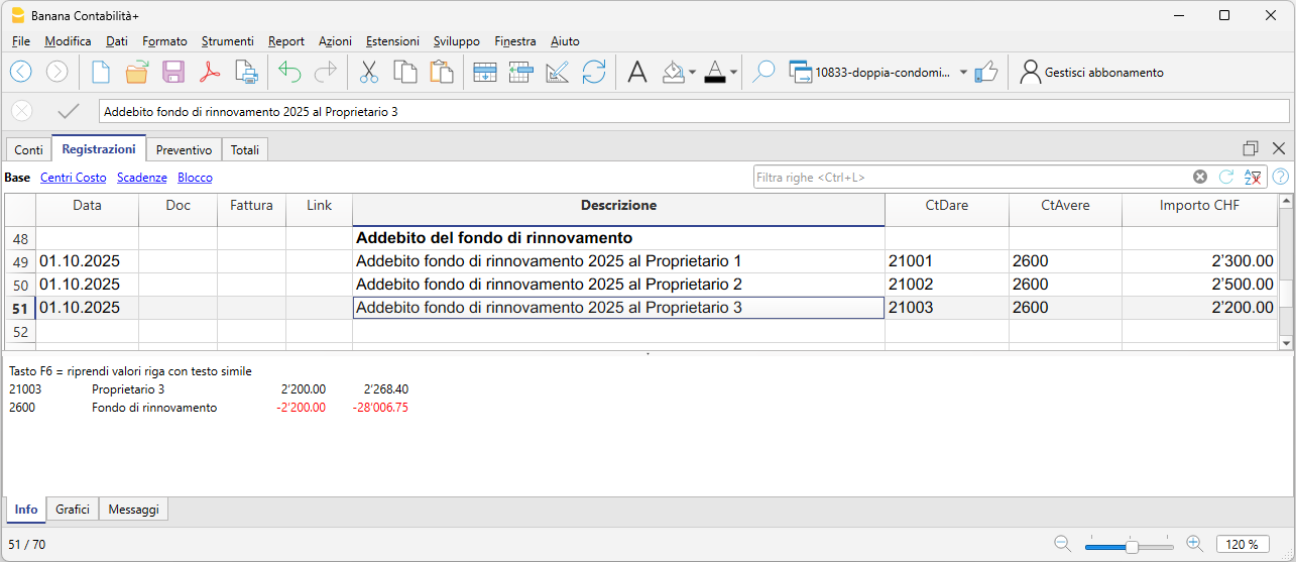 Banana Contabilità+
File Modifica Dati Formato Strumenti Report Azioni Estensioni Sviluppo Finestra Aiuto
10833-doppia-condomi... Gestisci abbonamento
Addebito fondo di rinnovamento 2025 al Proprietario 3
Conti Registrazioni Preventivo Totali
Base Centri Costo Scadenze Blocco Filtra righe <Ctrl+L>
Data Doc Fattura Link Descrizione CtDare CtAvere Importo CHF
48 Addebito del fondo di rinnovamento
49 01.10.2025 Addebito fondo di rinnovamento 2025 al Proprietario 1 21001 2600 2'300.00
50 01.10.2025 Addebito fondo di rinnovamento 2025 al Proprietario 2 21002 2600 2'500.00
51 01.10.2025 Addebito fondo di rinnovamento 2025 al Proprietario 3 21003 2600 2'200.00
52
Tasto F6 = riprendi valori riga con testo simile
21003 Proprietario 3 2'200.00 2'268.40
2600 Fondo di rinnovamento -2'200.00 -28'006.75
Info Grafici Messaggi
51 / 70 120 %